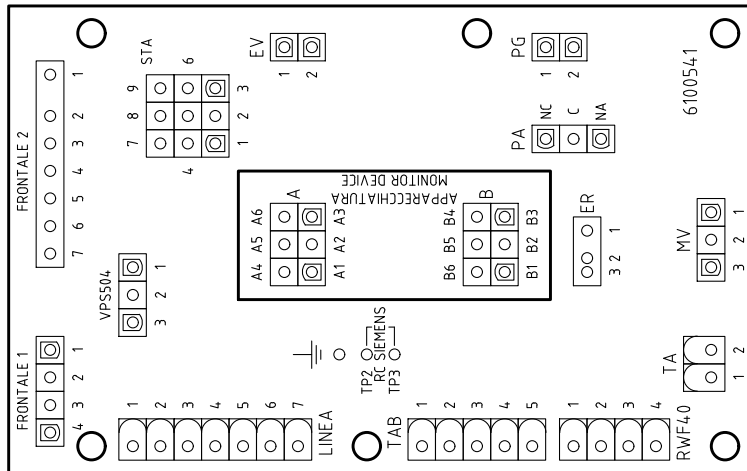 FRONTALE 2
1
2
3
4
5
6
7
STA
9 6 3
8 2
7 4 1
EV
1
2
PG
1
2
PA
NC
C
NA
6100541
APPARECCHIATURA
MONITOR DEVICE
A
A6 A3
A5 A2
A4 A1
B
B4 B3
B5 B2
B6 B1
ER
3 2 1
MV
1
2
3
VPS504
1
2
3
FRONTALE 1
1
2
3
4
TP2
TP3
RC SIEMENS
TA
1 2
LINEA
1
2
3
4
5
6
7
TAB
1
2
3
4
5
RWF40
1
2
3
4